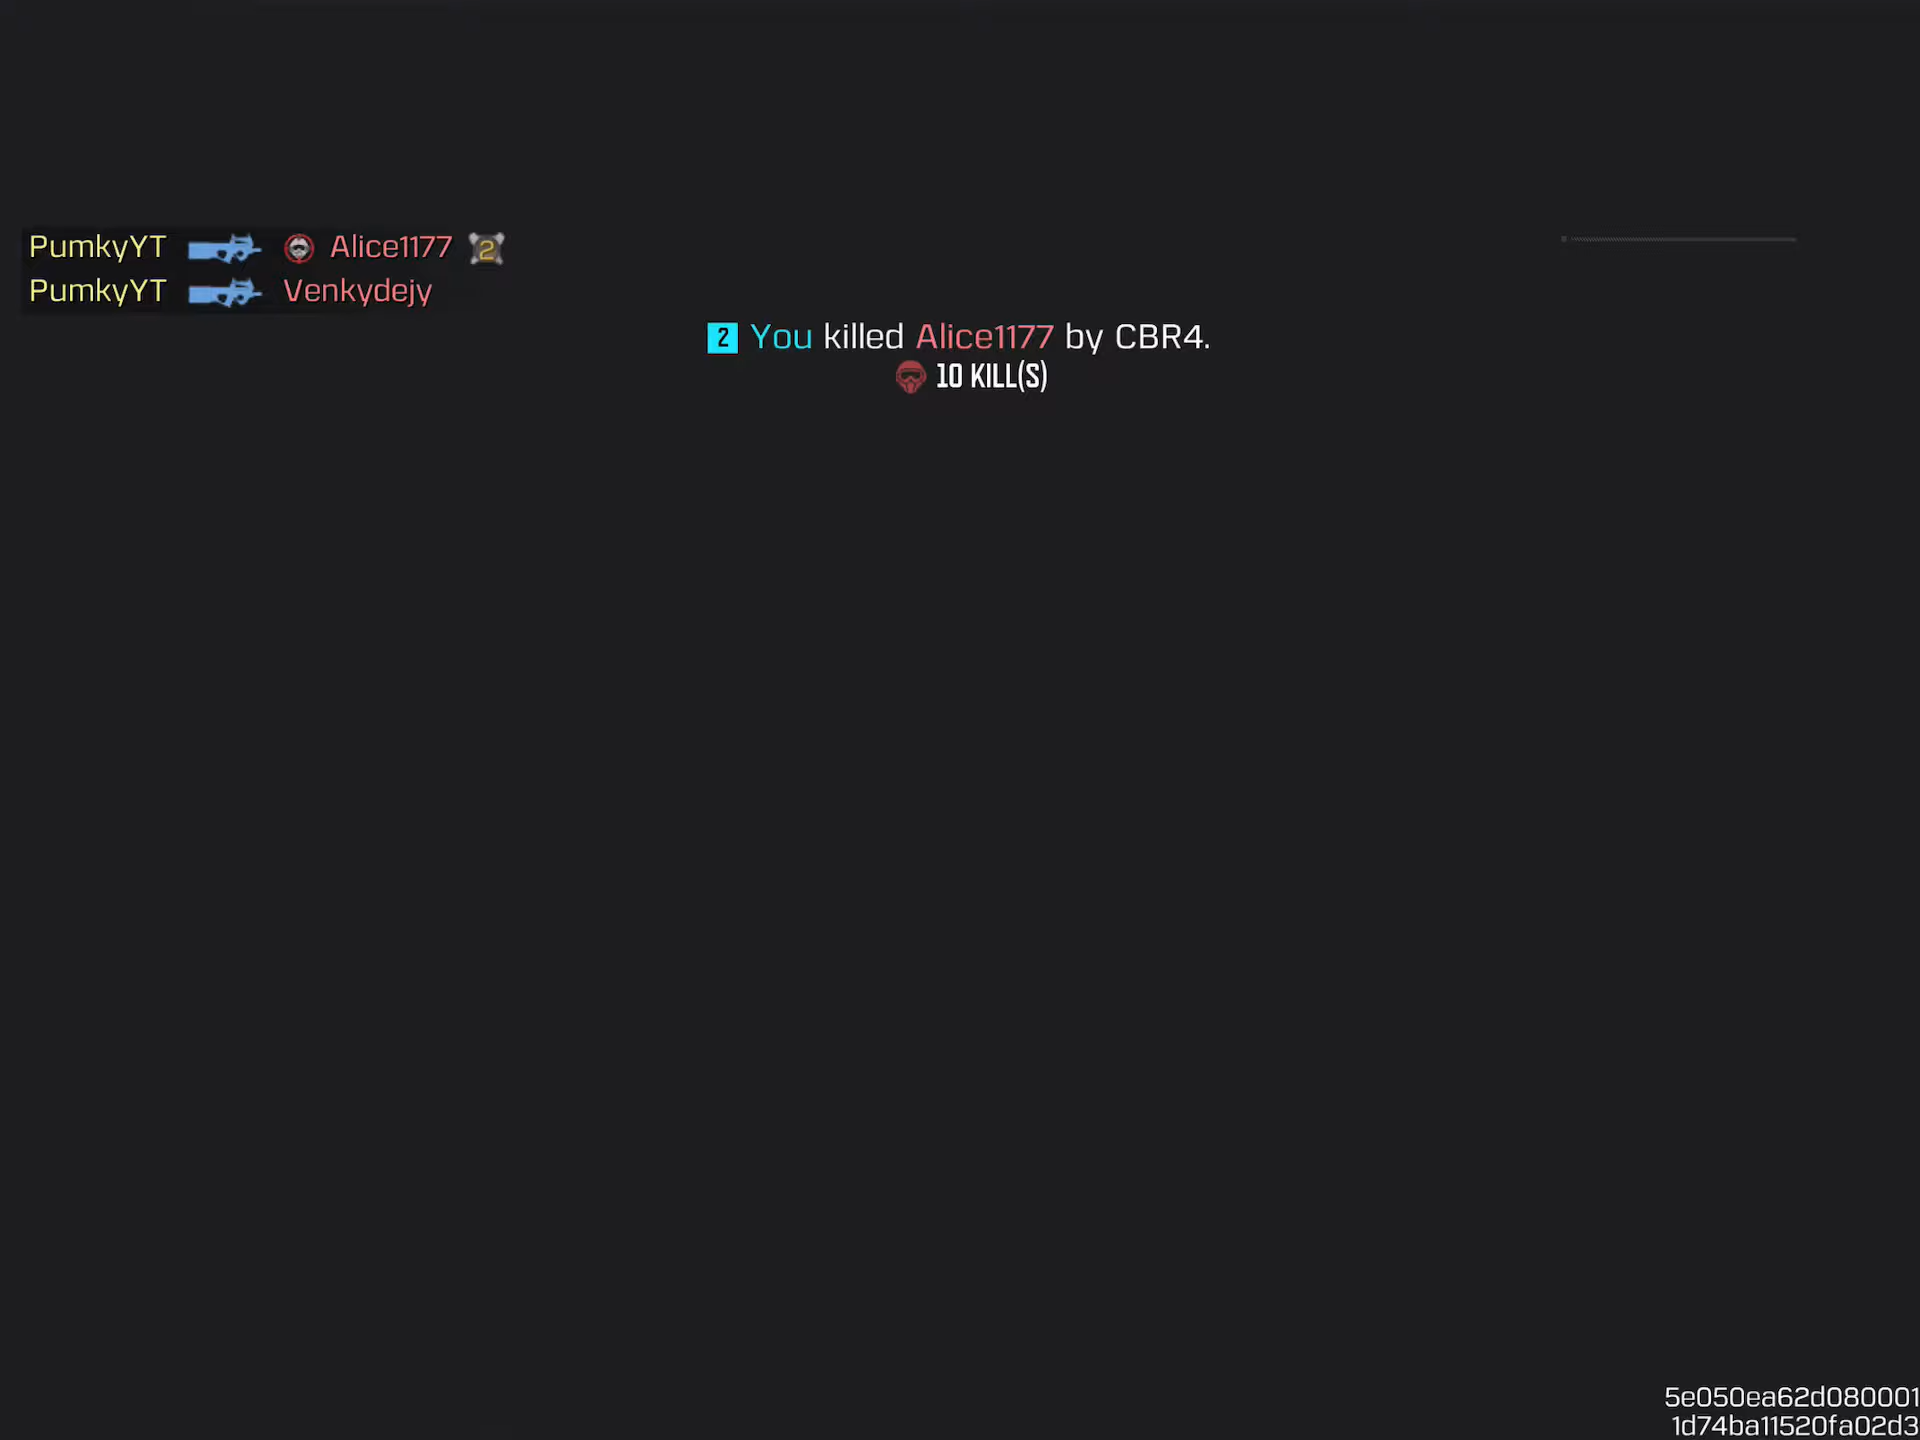 PumkyYT Alice1177 2
PumkyYT Venkydejy
2 You killed Alice1177 by CBR4.
10 KILL(S)
5e050ea62d080001
1d74ba11520fa02d3